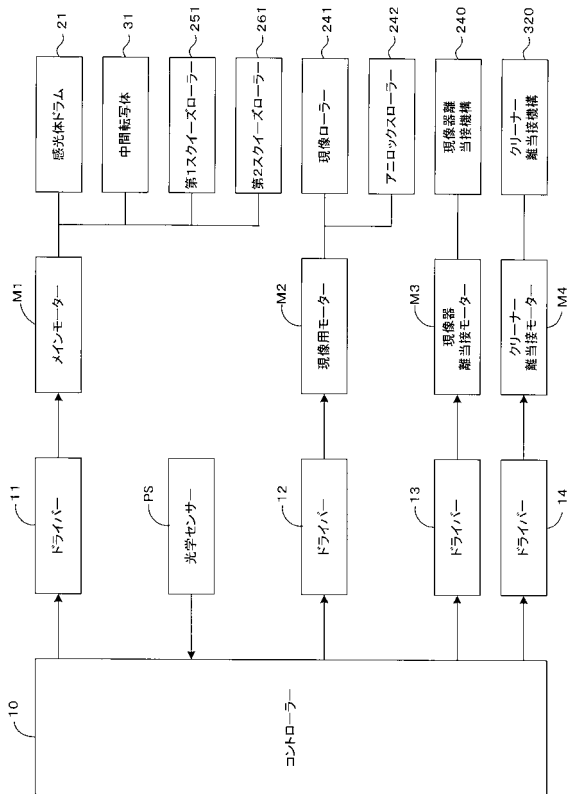 10
コントローラー
11
ドライバー
PS
光学センサー
12
ドライバー
13
ドライバー
14
ドライバー
M1
メインモーター
M2
現像用モーター
M3
現像器
離当接モーター
M4
クリーナー
離当接モーター
21
感光体ドラム
31
中間転写体
251
第1スクイーズローラー
261
第2スクイーズローラー
241
現像ローラー
242
アニロックスローラー
240
現像器離
当接機構
320
クリーナー
離当接機構